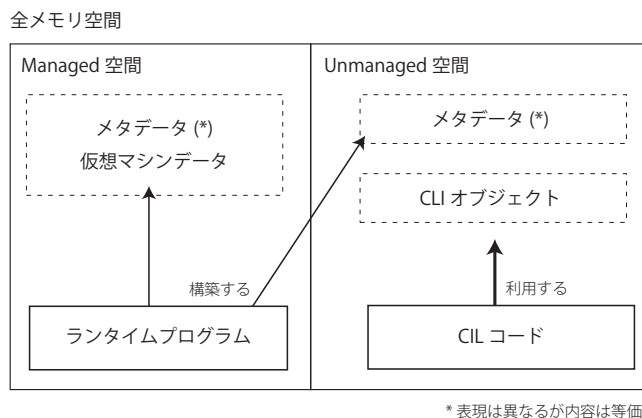 全メモリ空間
Managed 空間
Unmanaged 空間
メタデータ (*)
仮想マシンデータ
メタデータ (*)
CLI オブジェクト
構築する
利用する
ランタイムプログラム
CIL コード
* 表現は異なるが内容は等価